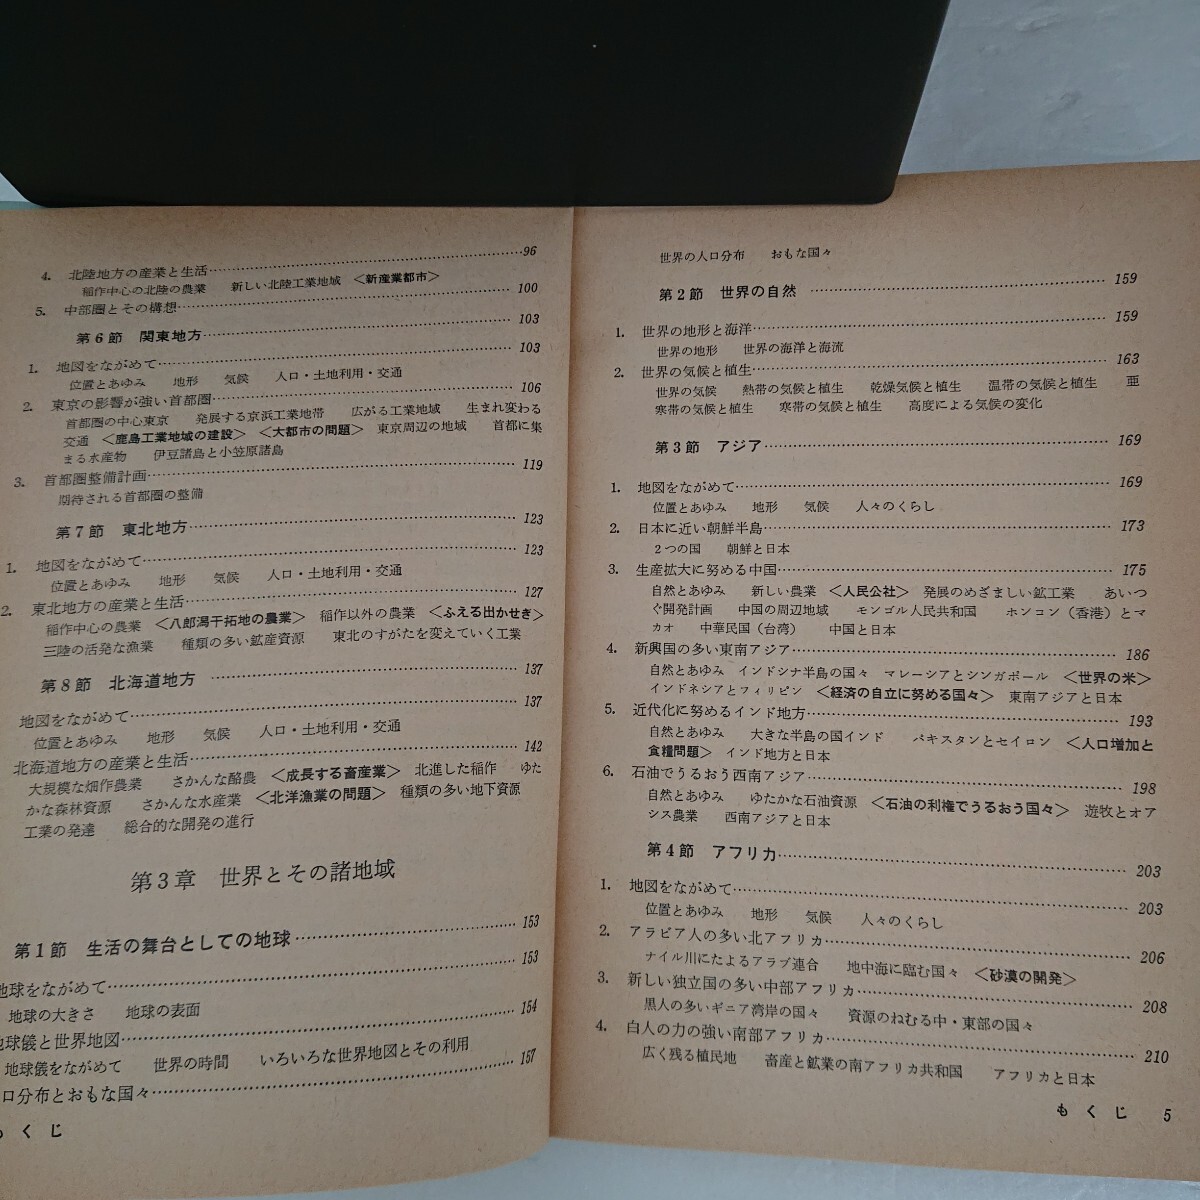 4. 北陸地方の産業と生活……96
稲作中心の北陸の農業　新しい北陸工業地域　〈新産業都市〉
5. 中部圏とその構想……100
第6節　関東地方……103
1. 地図をながめて……103
位置とあゆみ　地形　気候　人口・土地利用・交通
2. 東京の影響が強い首都圏……106
首都圏の中心東京　発展する京浜工業地帯　広がる工業地域　生まれ変わる
交通　〈鹿島工業地域の建設〉　〈大都市の問題〉　東京周辺の地域　首都に集
まる水産物　伊豆諸島と小笠原諸島
3. 首都圏整備計画……119
期待される首都圏の整備
第7節　東北地方……123
1. 地図をながめて……123
位置とあゆみ　地形　気候　人口・土地利用・交通
2. 東北地方の産業と生活……127
稲作中心の農業　〈八郎潟干拓地の農業〉　稲作以外の農業　〈ふえる出かせぎ〉
三陸の活発な漁業　種類の多い鉱産資源　東北のすがたを変えていく工業
第8節　北海道地方……137
地図をながめて……137
位置とあゆみ　地形　気候　人口・土地利用・交通
北海道地方の産業と生活……142
大規模な畑作農業　さかんな酪農　〈成長する畜産業〉　北進した稲作　ゆた
かな森林資源　さかんな水産業　〈北洋漁業の問題〉　種類の多い地下資源
工業の発達　総合的な開発の進行
第3章　世界とその諸地域
第1節　生活の舞台としての地球……153
地球をながめて……153
地球の大きさ　地球の表面
地球儀と世界地図……154
地球儀をながめて　世界の時間　いろいろな世界地図とその利用
口分布とおもな国々……157
もくじ
世界の人口分布　おもな国々
第2節　世界の自然……159
1. 世界の地形と海洋……159
世界の地形　世界の海洋と海流
2. 世界の気候と植生……163
世界の気候　熱帯の気候と植生　乾燥気候と植生　温帯の気候と植生　亜
寒帯の気候と植生　寒帯の気候と植生　高度による気候の変化
第3節　アジア……169
1. 地図をながめて……169
位置とあゆみ　地形　気候　人々のくらし
2. 日本に近い朝鮮半島……173
2つの国　朝鮮と日本
3. 生産拡大に努める中国……175
自然とあゆみ　新しい農業　〈人民公社〉　発展のめざましい鉱工業　あいつ
ぐ開発計画　中国の周辺地域　モンゴル人民共和国　ホンコン（香港）とマ
カオ　中華民国（台湾）　中国と日本
4. 新興国の多い東南アジア……186
自然とあゆみ　インドシナ半島の国々　マレーシアとシンガポール　〈世界の米〉
インドネシアとフィリピン　〈経済の自立に努める国々〉　東南アジアと日本
5. 近代化に努めるインド地方……193
自然とあゆみ　大きな半島の国インド　パキスタンとセイロン　〈人口増加と
食糧問題〉　インド地方と日本
6. 石油でうるおう西南アジア……198
自然とあゆみ　ゆたかな石油資源　〈石油の利権でうるおう国々〉　遊牧とオア
シス農業　西南アジアと日本
第4節　アフリカ……203
1. 地図をながめて……203
位置とあゆみ　地形　気候　人々のくらし
2. アラビア人の多い北アフリカ……206
ナイル川にたよるアラブ連合　地中海に臨む国々　〈砂漠の開発〉
3. 新しい独立国の多い中部アフリカ……208
黒人の多いギニア湾岸の国々　資源のねむる中・東部の国々
4. 白人の力の強い南部アフリカ……210
広く残る植民地　畜産と鉱業の南アフリカ共和国　アフリカと日本
もくじ　5